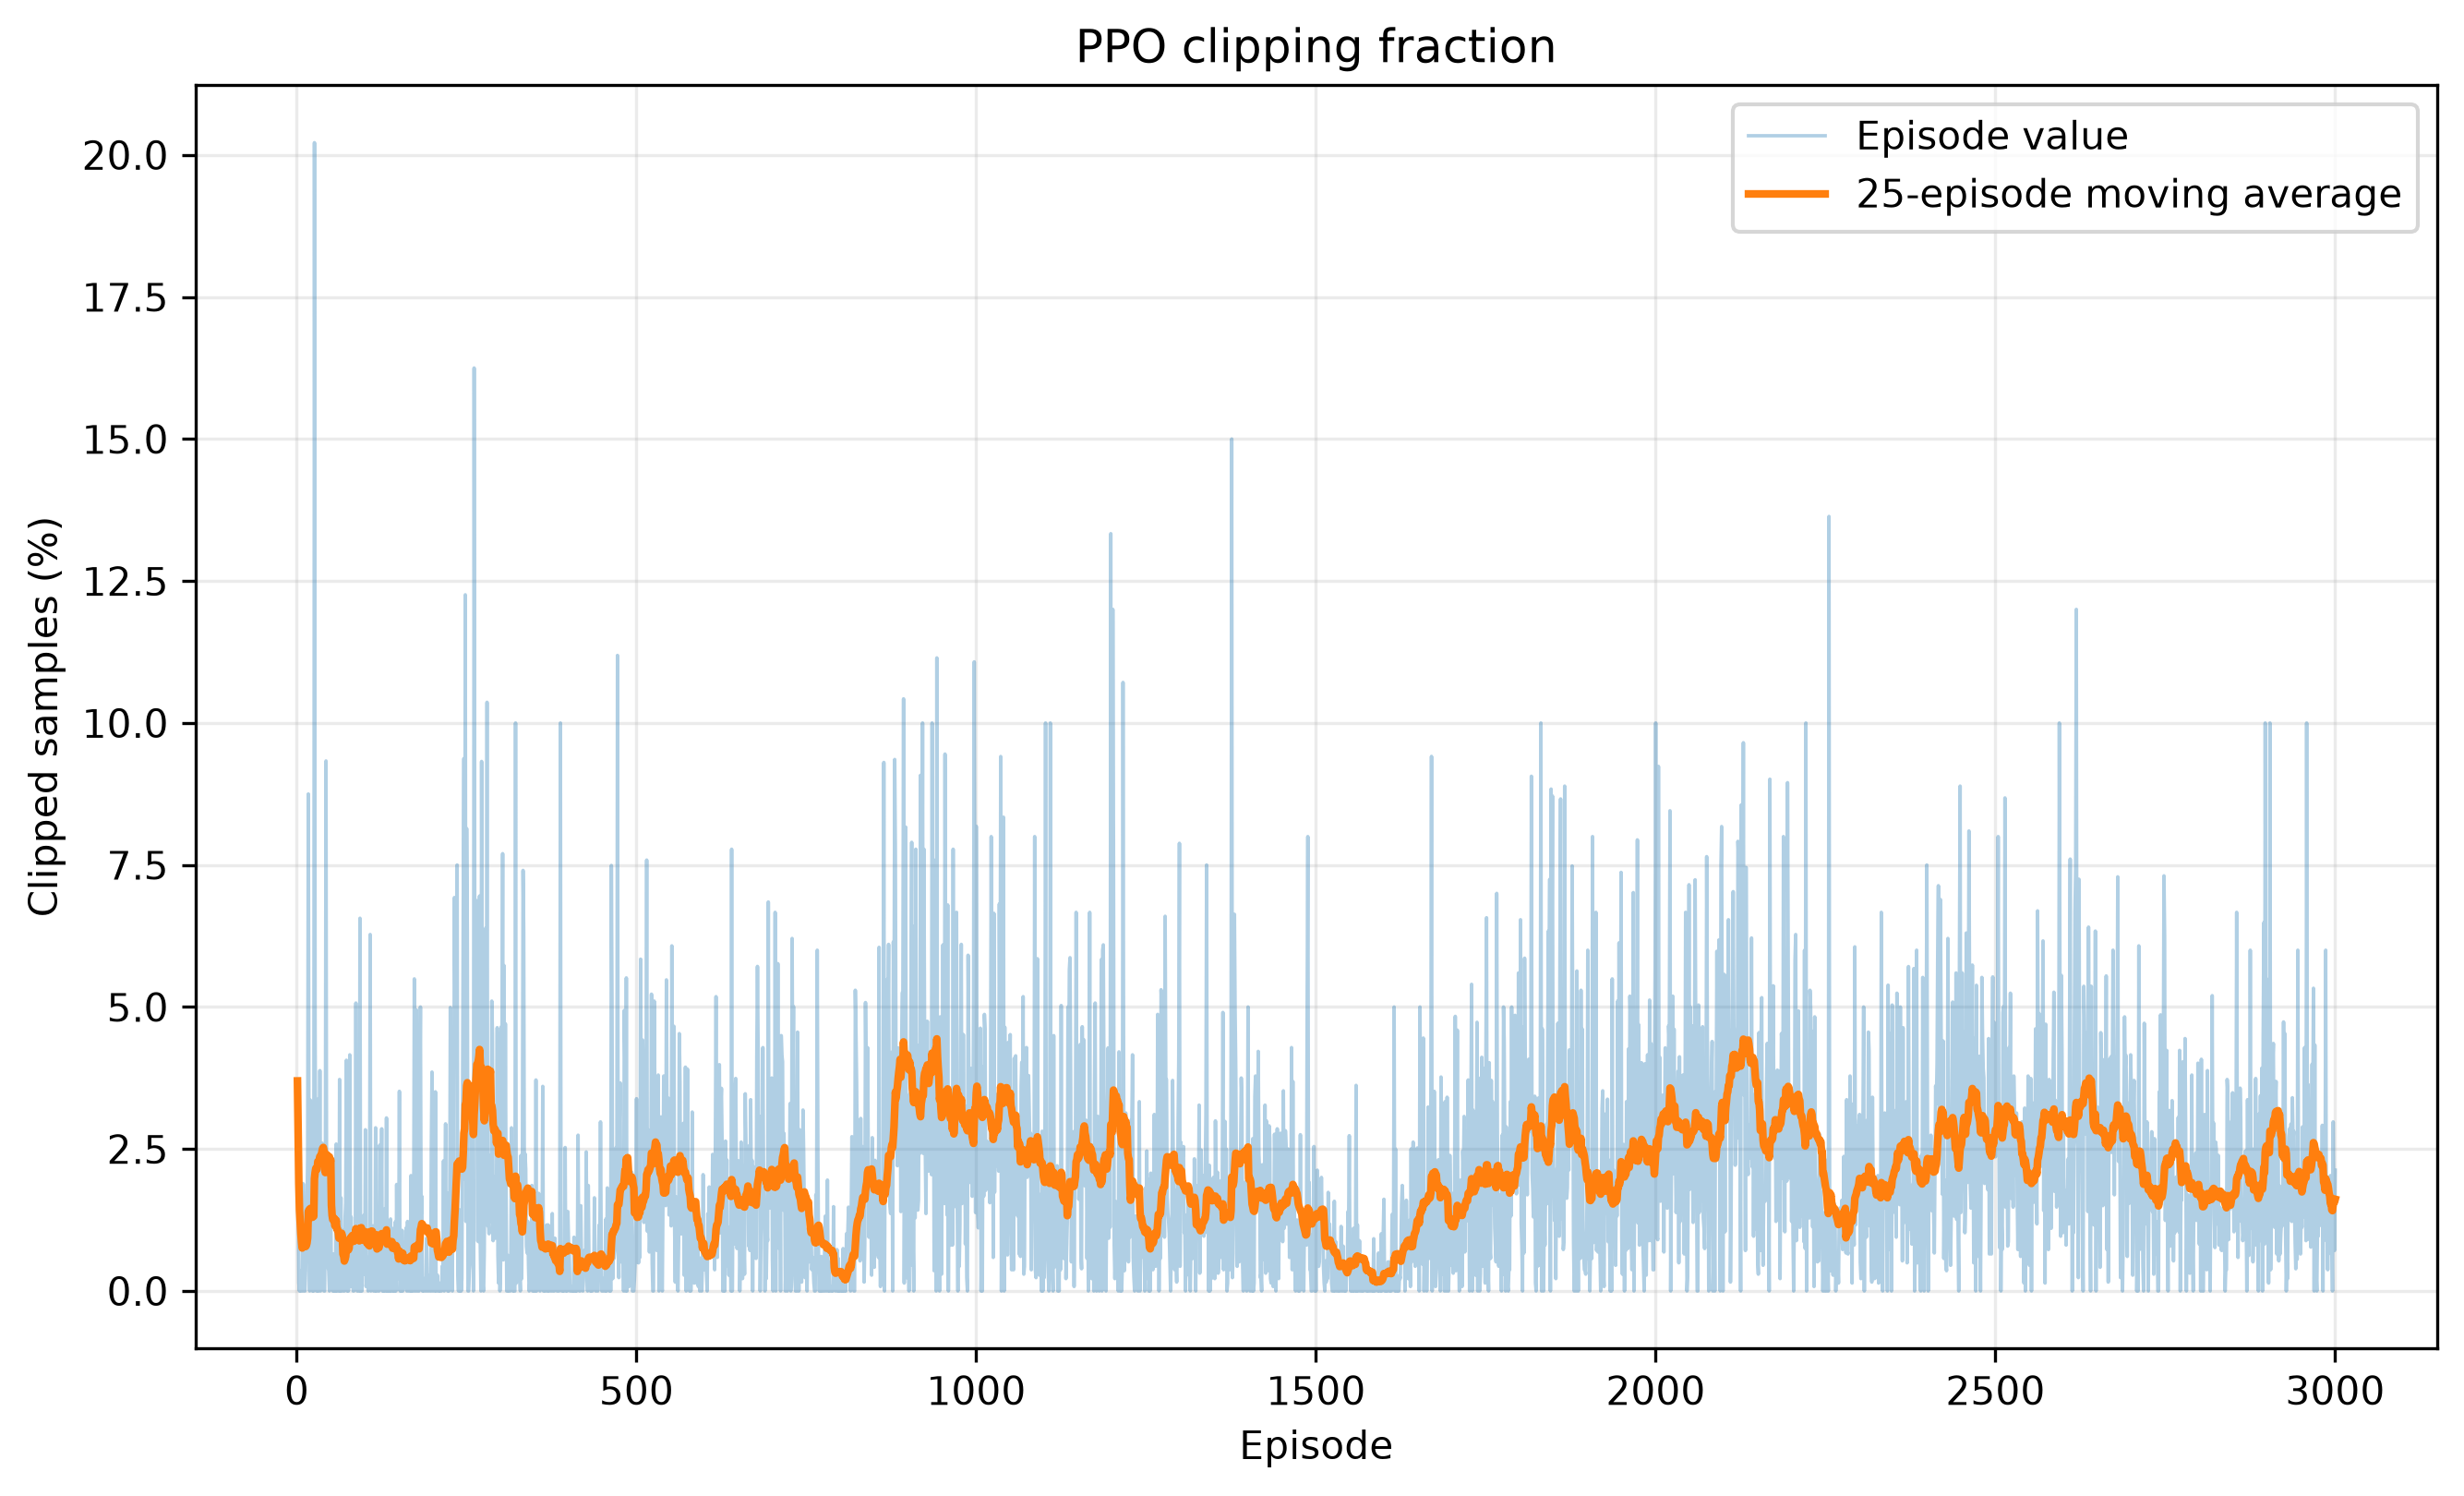 PPO clipping fraction
Episode value
25-episode moving average
20.0
17.5
15.0
12.5
10.0
7.5
5.0
2.5
0.0
Clipped samples (%)
0 500 1000 1500 2000 2500 3000
Episode